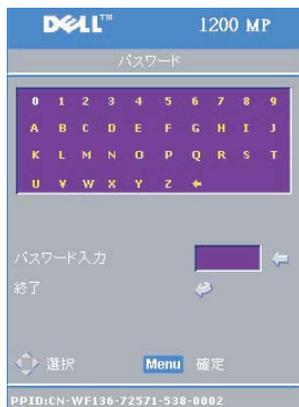 DELL™ 1200 MP
パスワード
0 1 2 3 4 5 6 7 8 9
A B C D E F G H I J
K L M N O P Q R S T
U V W X Y Z ←
パスワード入力
終了
選択 Menu 確定
PPID:CN-WF136-72571-538-0002